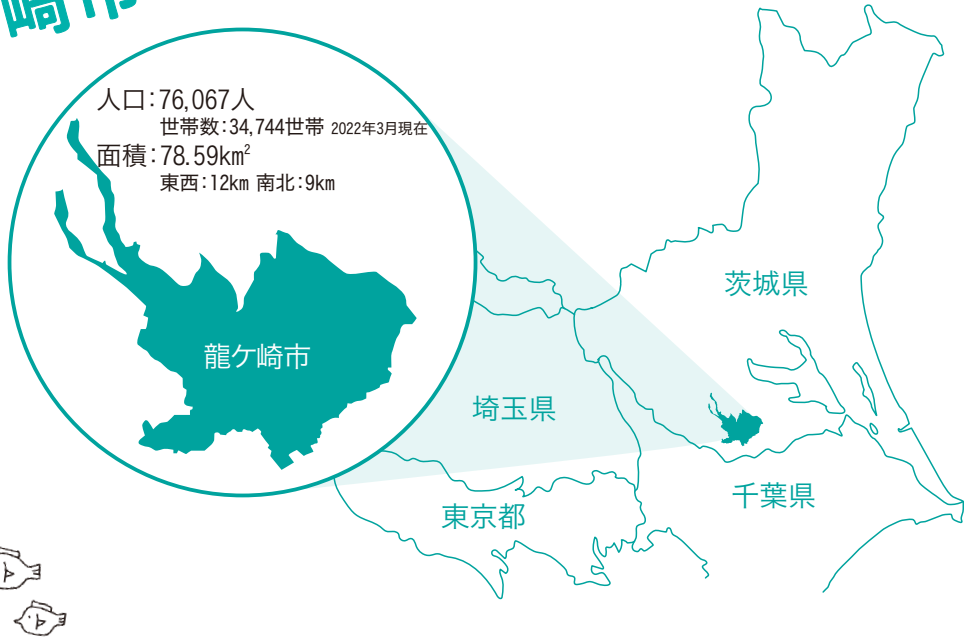 崎市
人口：76,067人
世帯数：34,744世帯 2022年3月現在
面積：78.59km²
東西：12km 南北：9km
龍ケ崎市
茨城県
埼玉県
千葉県
東京都